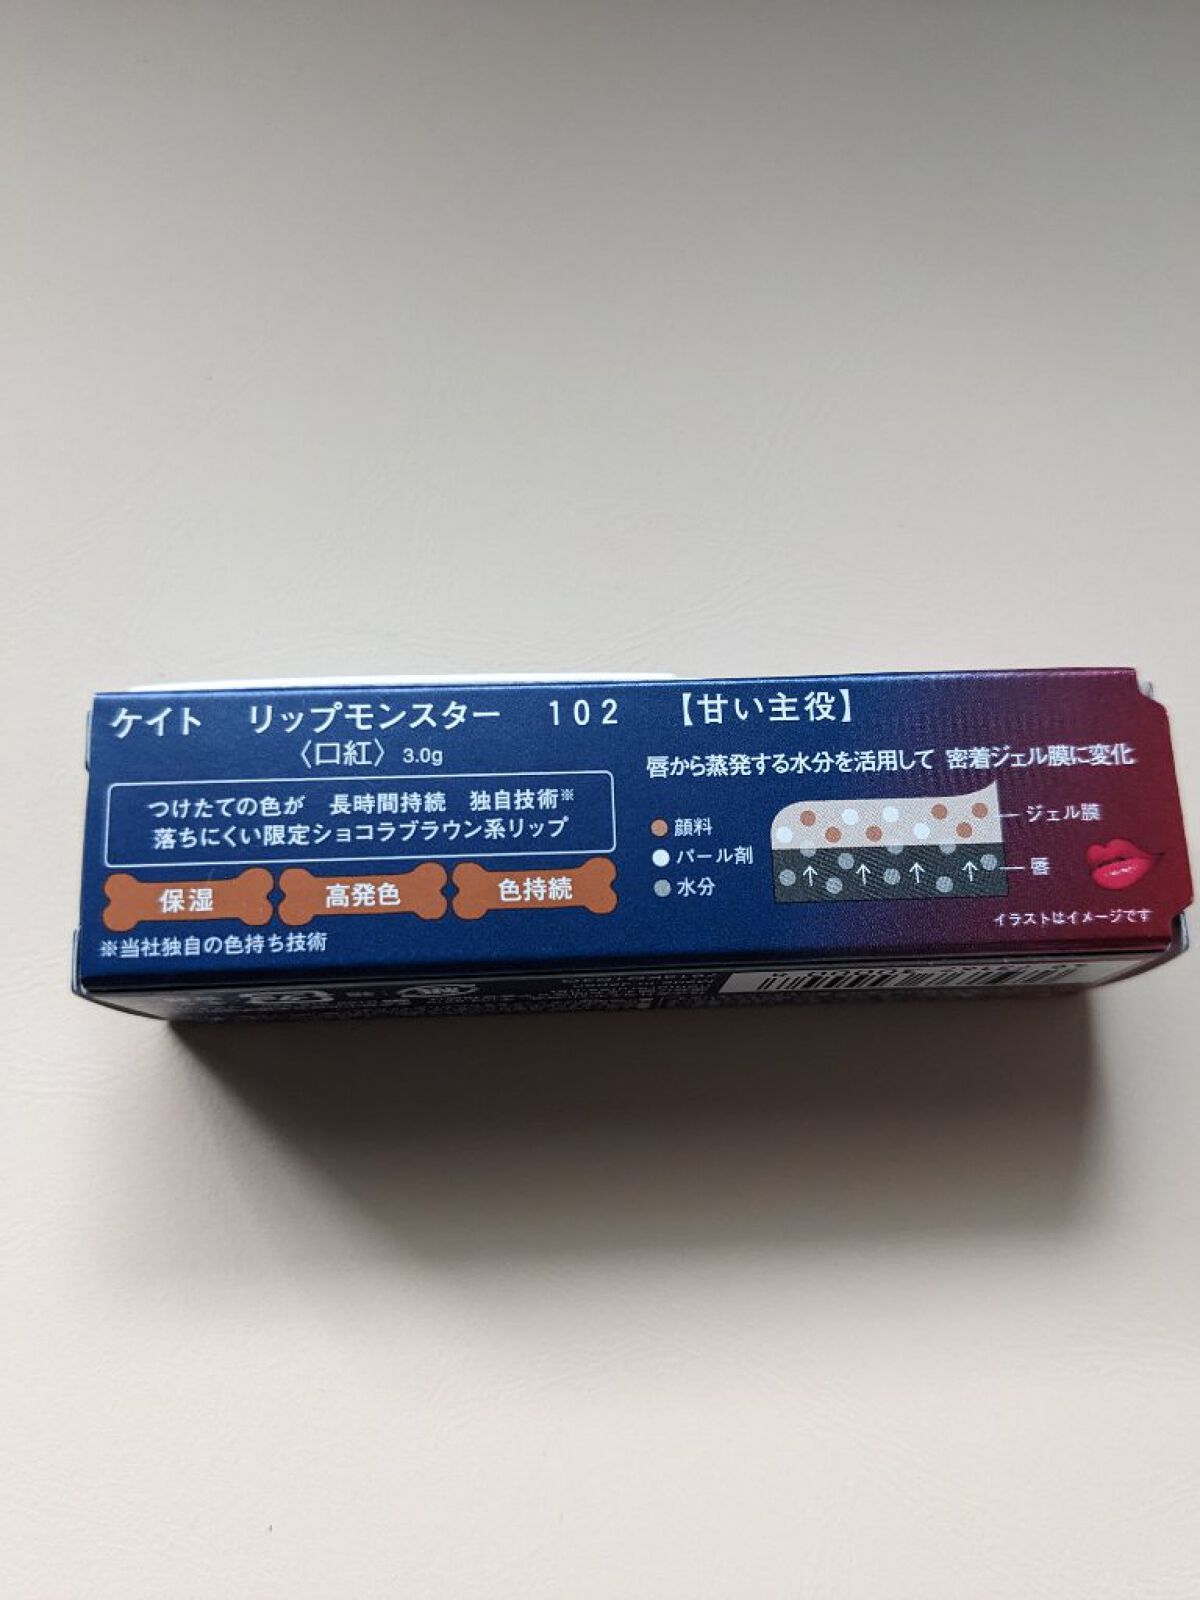 ケイト リップモンスター 102 【甘い主役】
〈口紅〉3.0g
つけたての色が 長時間持続 独自技術※
落ちにくい限定ショコラブラウン系リップ
保湿
高発色
色持続
※当社独自の色持ち技術
唇から蒸発する水分を活用して 密着ジェル膜に変化
顔料
パール剤
水分
ジェル膜
唇
イラストはイメージです